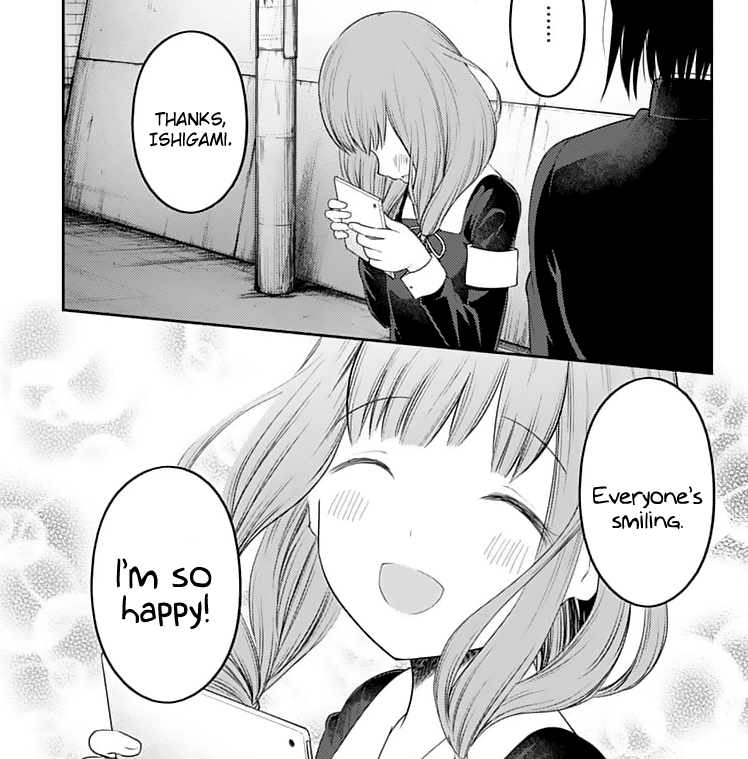 ………
THANKS,
ISHIGAMI.
Everyone's
smiling.
I'm so
happy!